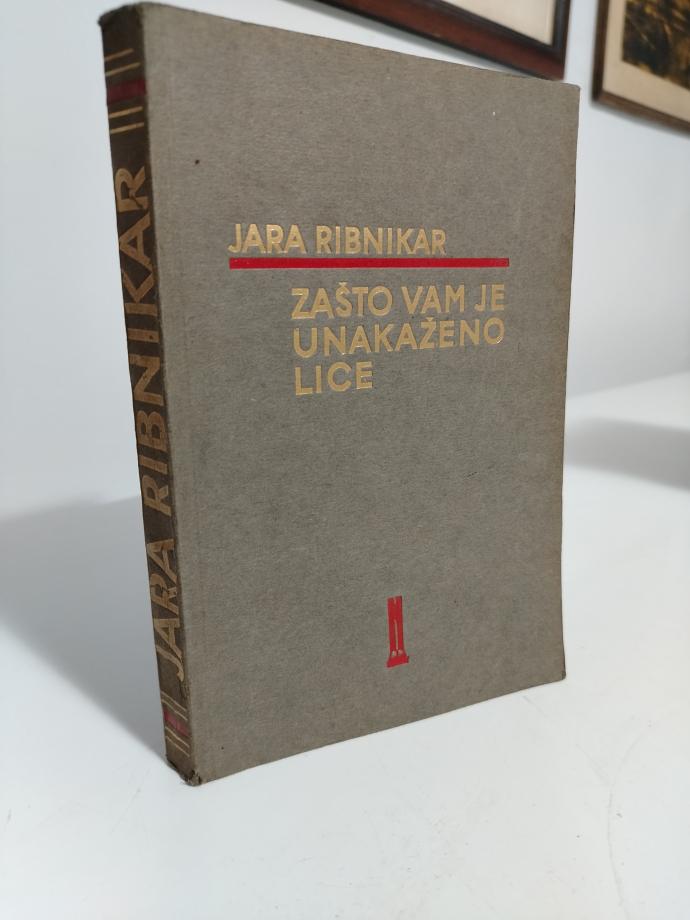 JARA RIBNIKAR
ZAŠTO VAM JE
UNAKAŽENO
LICE
JARA RIBNIKAR